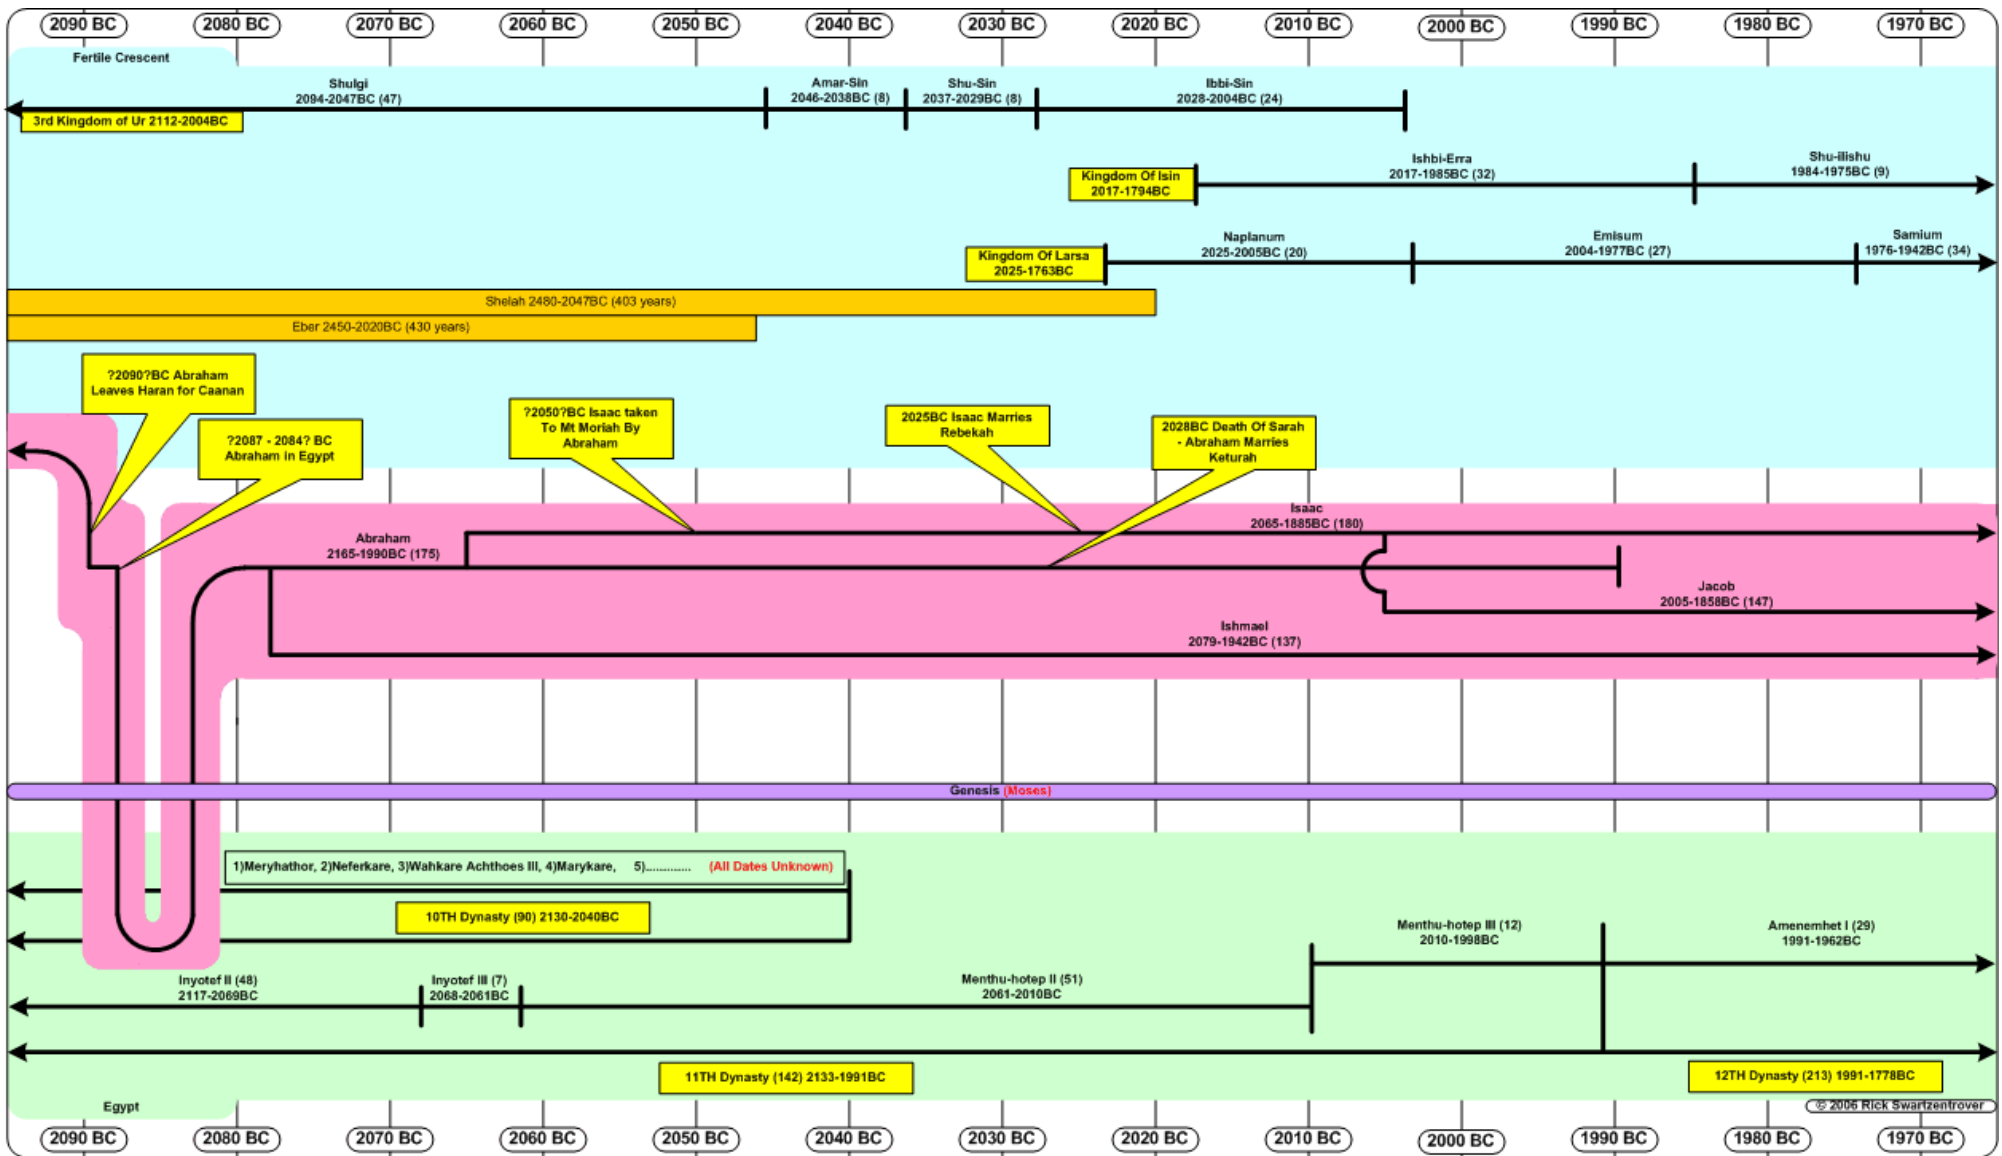 2090 BC
2080 BC
2070 BC
2060 BC
2050 BC
2040 BC
2030 BC
2020 BC
2010 BC
2000 BC
1990 BC
1980 BC
1970 BC
Fertile Crescent
Shulgi
2094-2047BC (47)
Amar-Sin
2046-2038BC (8)
Shu-Sin
2037-2029BC (8)
Ibbi-Sin
2028-2004BC (24)
3rd Kingdom of Ur 2112-2004BC
Kingdom Of Isin
2017-1794BC
Ishbi-Erra
2017-1985BC (32)
Shu-ilishu
1984-1975BC (9)
Kingdom Of Larsa
2025-1763BC
Naplanum
2025-2005BC (20)
Emisum
2004-1977BC (27)
Samium
1976-1942BC (34)
Shelah 2480-2047BC (403 years)
Eber 2450-2020BC (430 years)
?2090?BC Abraham
Leaves Haran for Caanan
?2087 - 2084? BC
Abraham in Egypt
?2050?BC Isaac taken
To Mt Moriah By
Abraham
2025BC Isaac Marries
Rebekah
2028BC Death Of Sarah
- Abraham Marries
Keturah
Isaac
2065-1885BC (180)
Abraham
2165-1990BC (175)
Jacob
2005-1858BC (147)
Ishmael
2079-1942BC (137)
Genesis (Moses)
1)Meryhathor, 2)Neferkare, 3)Wahkare Achthoes III, 4)Marykare, 5)............. (All Dates Unknown)
10TH Dynasty (90) 2130-2040BC
Menthu-hotep III (12)
2010-1998BC
Amenemhet I (29)
1991-1962BC
Inyotef II (48)
2117-2069BC
Inyotef III (7)
2068-2061BC
Menthu-hotep II (51)
2061-2010BC
11TH Dynasty (142) 2133-1991BC
12TH Dynasty (213) 1991-1778BC
Egypt
© 2006 Rick Swartzentrover
2090 BC
2080 BC
2070 BC
2060 BC
2050 BC
2040 BC
2030 BC
2020 BC
2010 BC
2000 BC
1990 BC
1980 BC
1970 BC